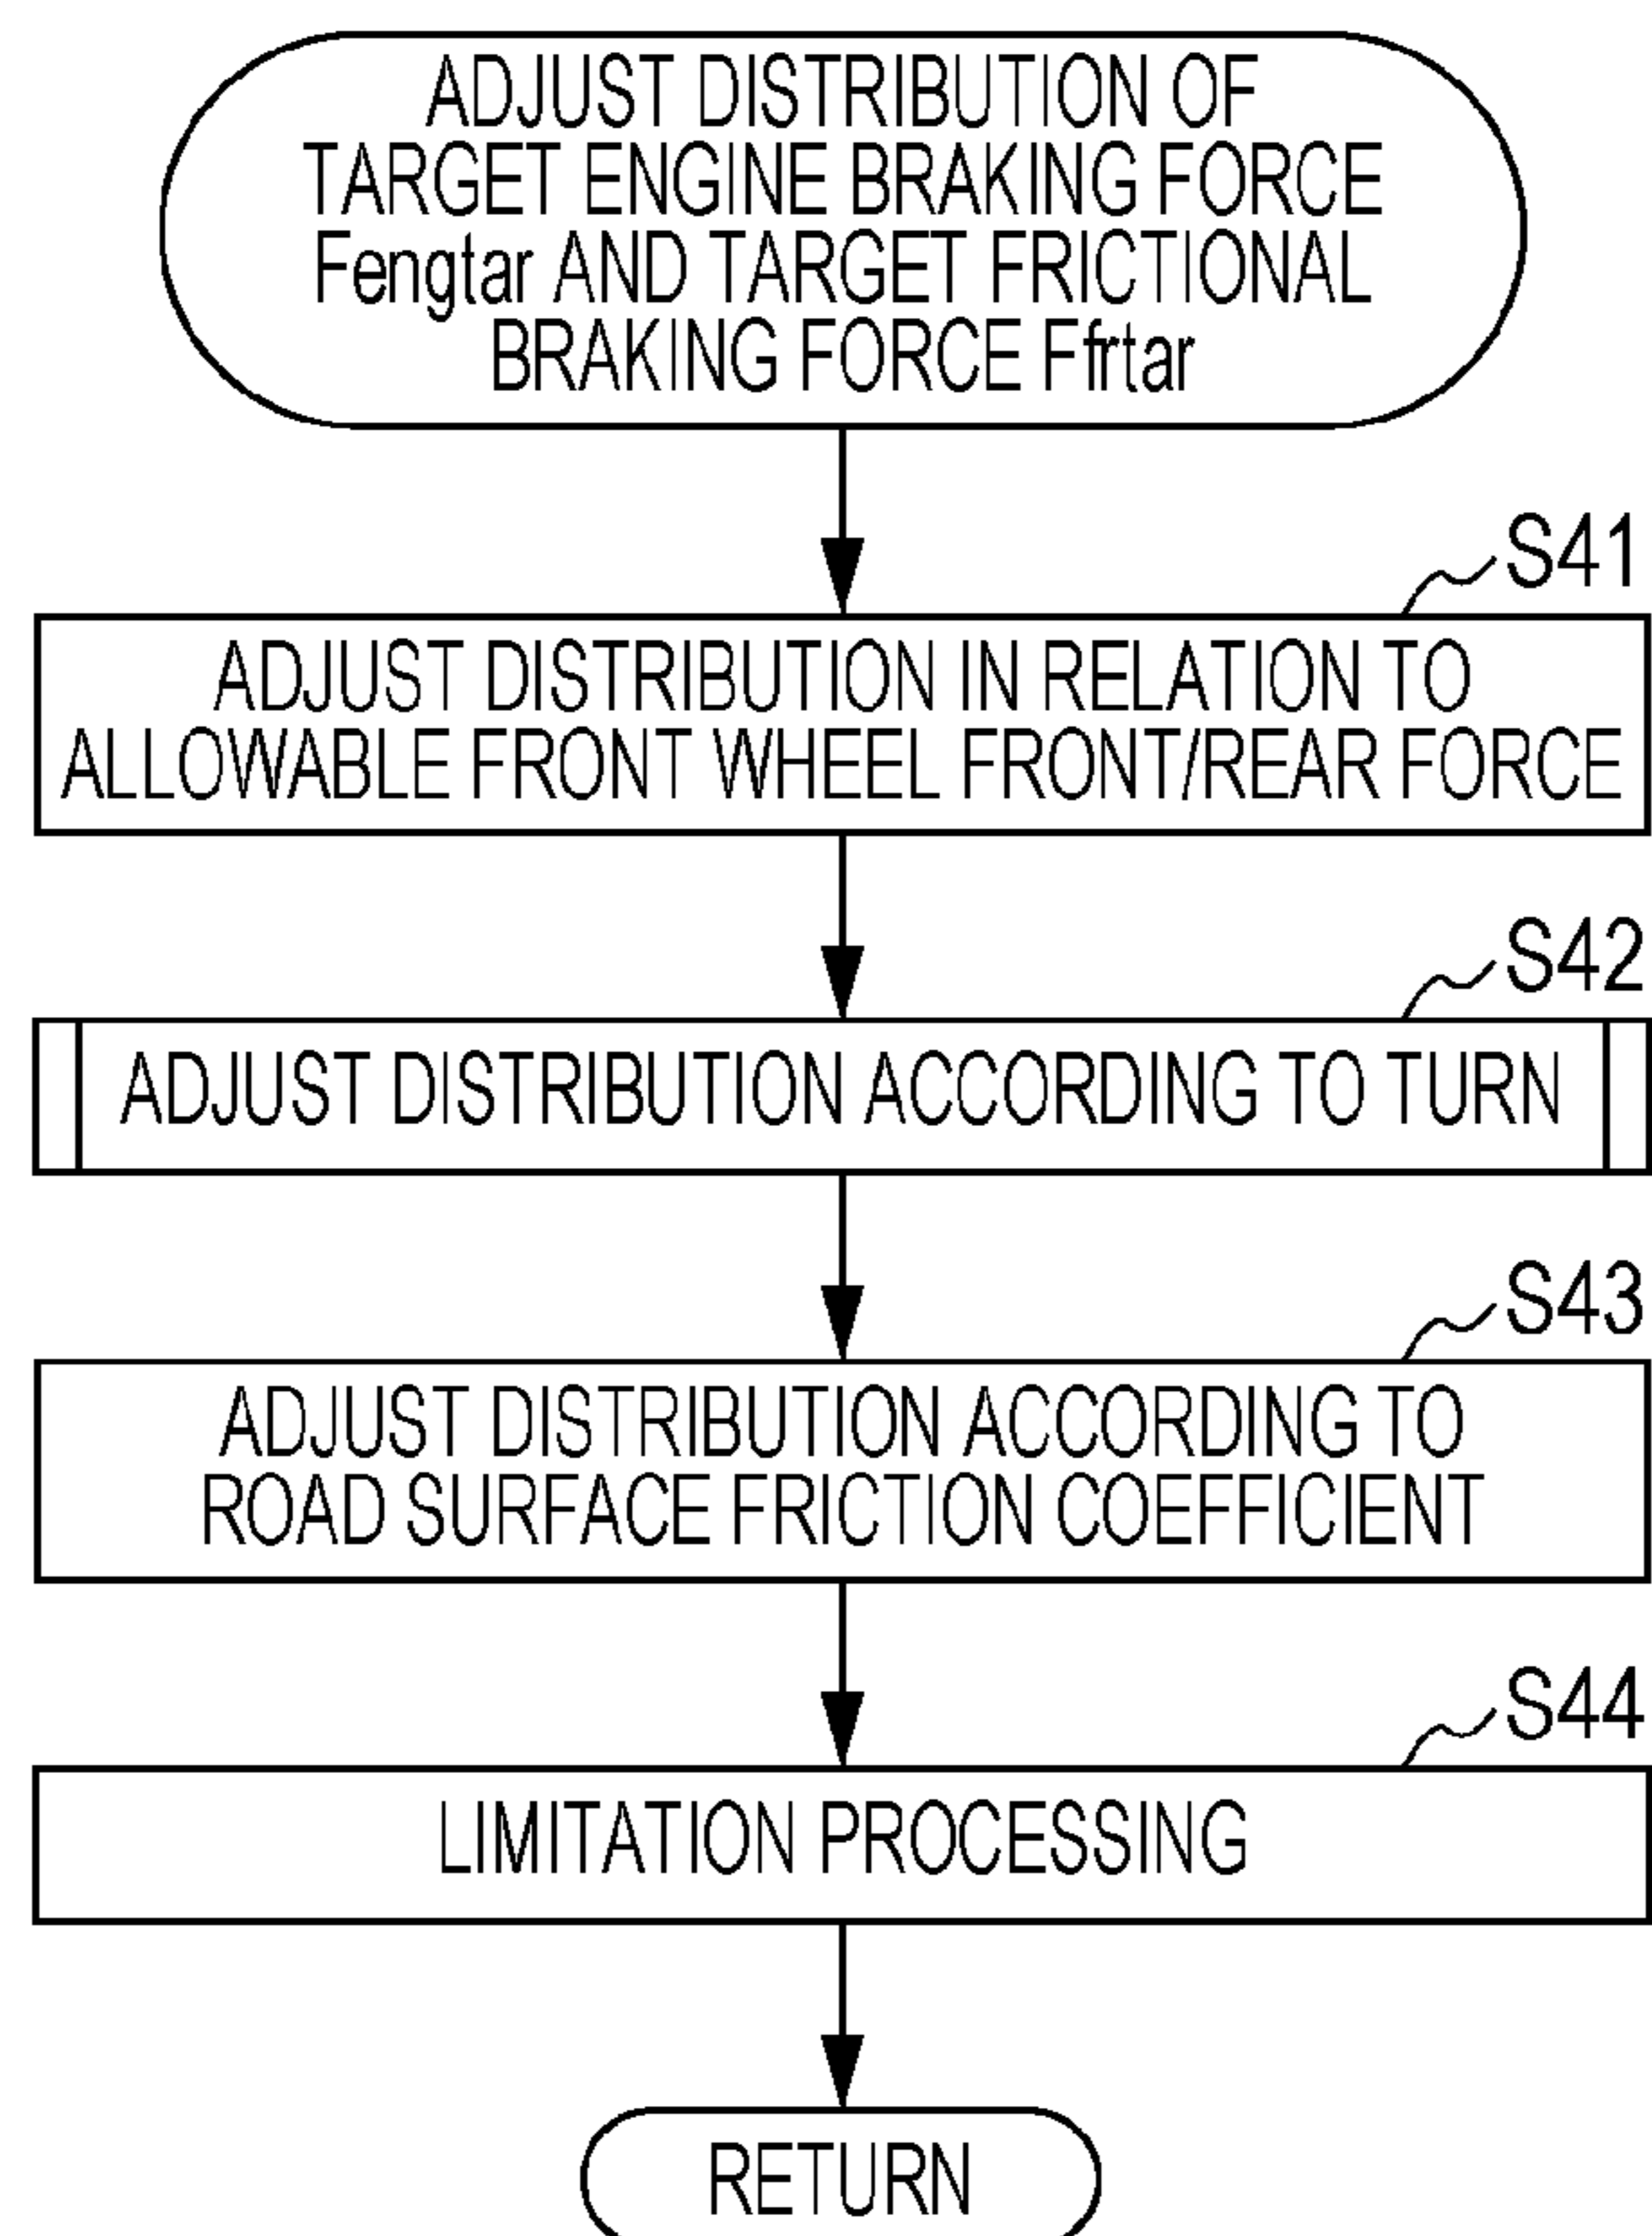 ADJUST DISTRIBUTION OF
TARGET ENGINE BRAKING FORCE
Fengtar AND TARGET FRICTIONAL
BRAKING FORCE Ffrtar
S41
ADJUST DISTRIBUTION IN RELATION TO
ALLOWABLE FRONT WHEEL FRONT/REAR FORCE
S42
ADJUST DISTRIBUTION ACCORDING TO TURN
S43
ADJUST DISTRIBUTION ACCORDING TO
ROAD SURFACE FRICTION COEFFICIENT
S44
LIMITATION PROCESSING
RETURN